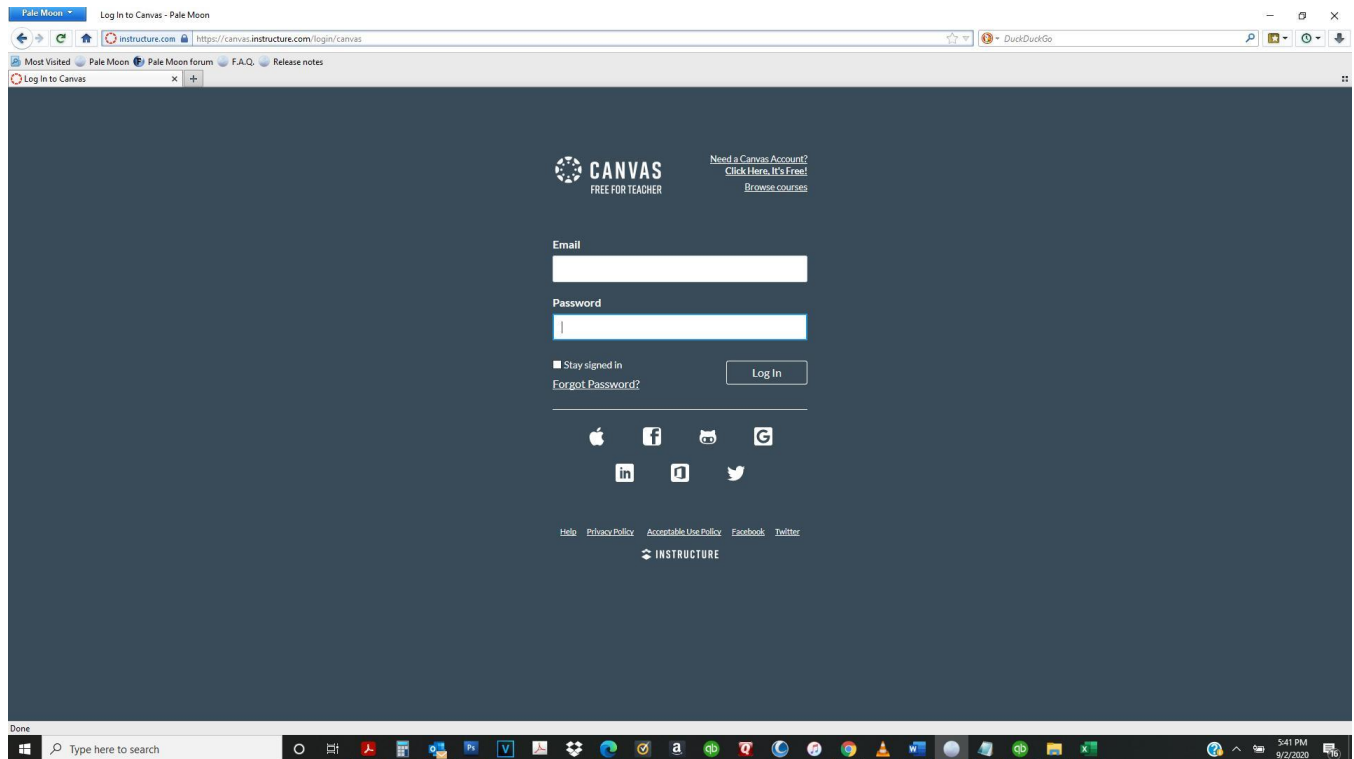 Pale Moon
Log In to Canvas - Pale Moon
instructure.com
https://canvas.instructure.com/login/canvas
DuckDuckGo
Most Visited
Pale Moon
Pale Moon forum
F.A.Q.
Release notes
Log In to Canvas
CANVAS
FREE FOR TEACHER
Need a Canvas Account?
Click Here, It's Free!
Browse courses
Email
Password
Stay signed in
Forgot Password?
Log In
Help
Privacy Policy
Acceptable Use Policy
Facebook
Twitter
INSTRUCTURE
Done
Type here to search
5:41 PM
9/2/2020
16